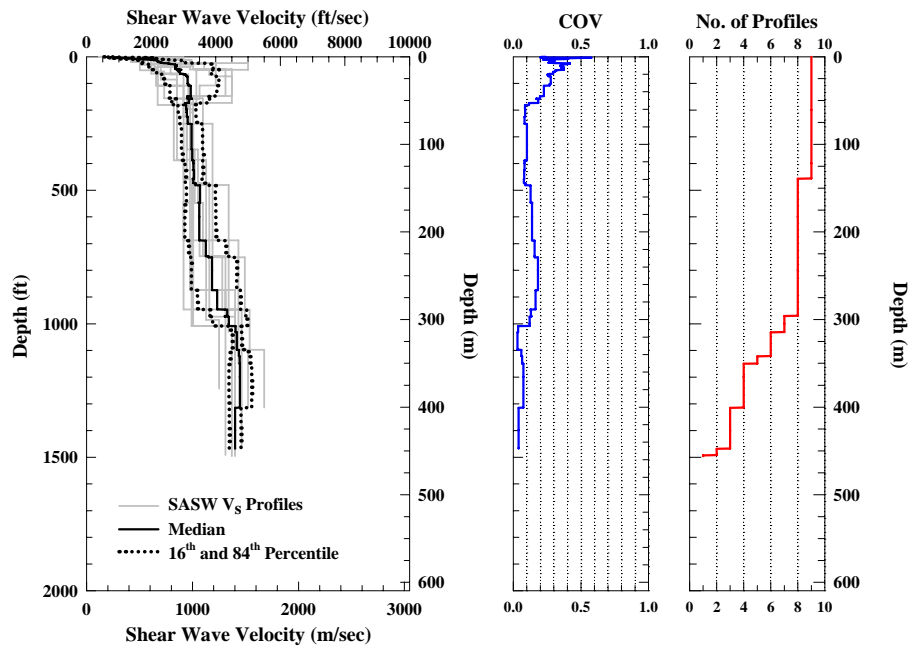 Shear Wave Velocity (ft/sec)
0 2000 4000 6000 8000 10000
COV
0.0 0.5 1.0
No. of Profiles
0 2 4 6 8 10
0
500
1000
1500
2000
Depth (ft)
0
100
200
300
400
500
600
Depth (m)
0
100
200
300
400
500
600
Depth (m)
SASW VS Profiles
Median
16th and 84th Percentile
0 1000 2000 3000
Shear Wave Velocity (m/sec)
0.0 0.5 1.0
0 2 4 6 8 10